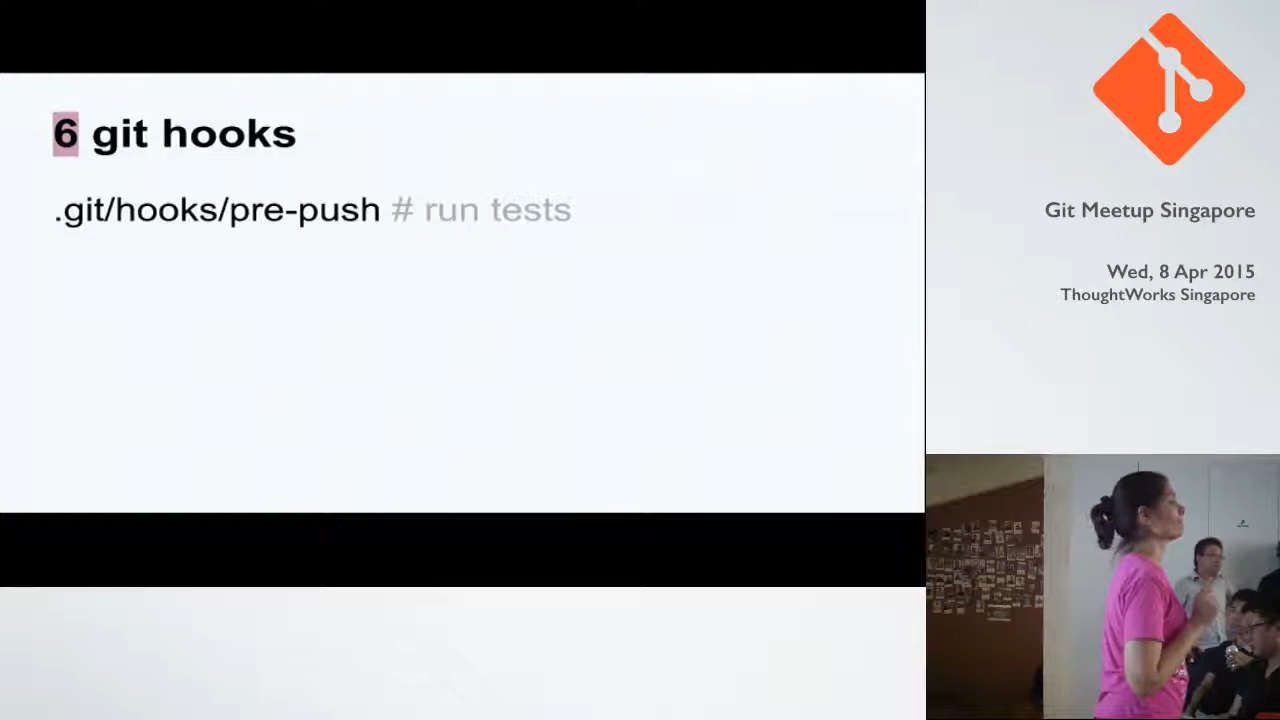 6 git hooks
.git/hooks/pre-push # run tests
Git Meetup Singapore
Wed, 8 Apr 2015
ThoughtWorks Singapore